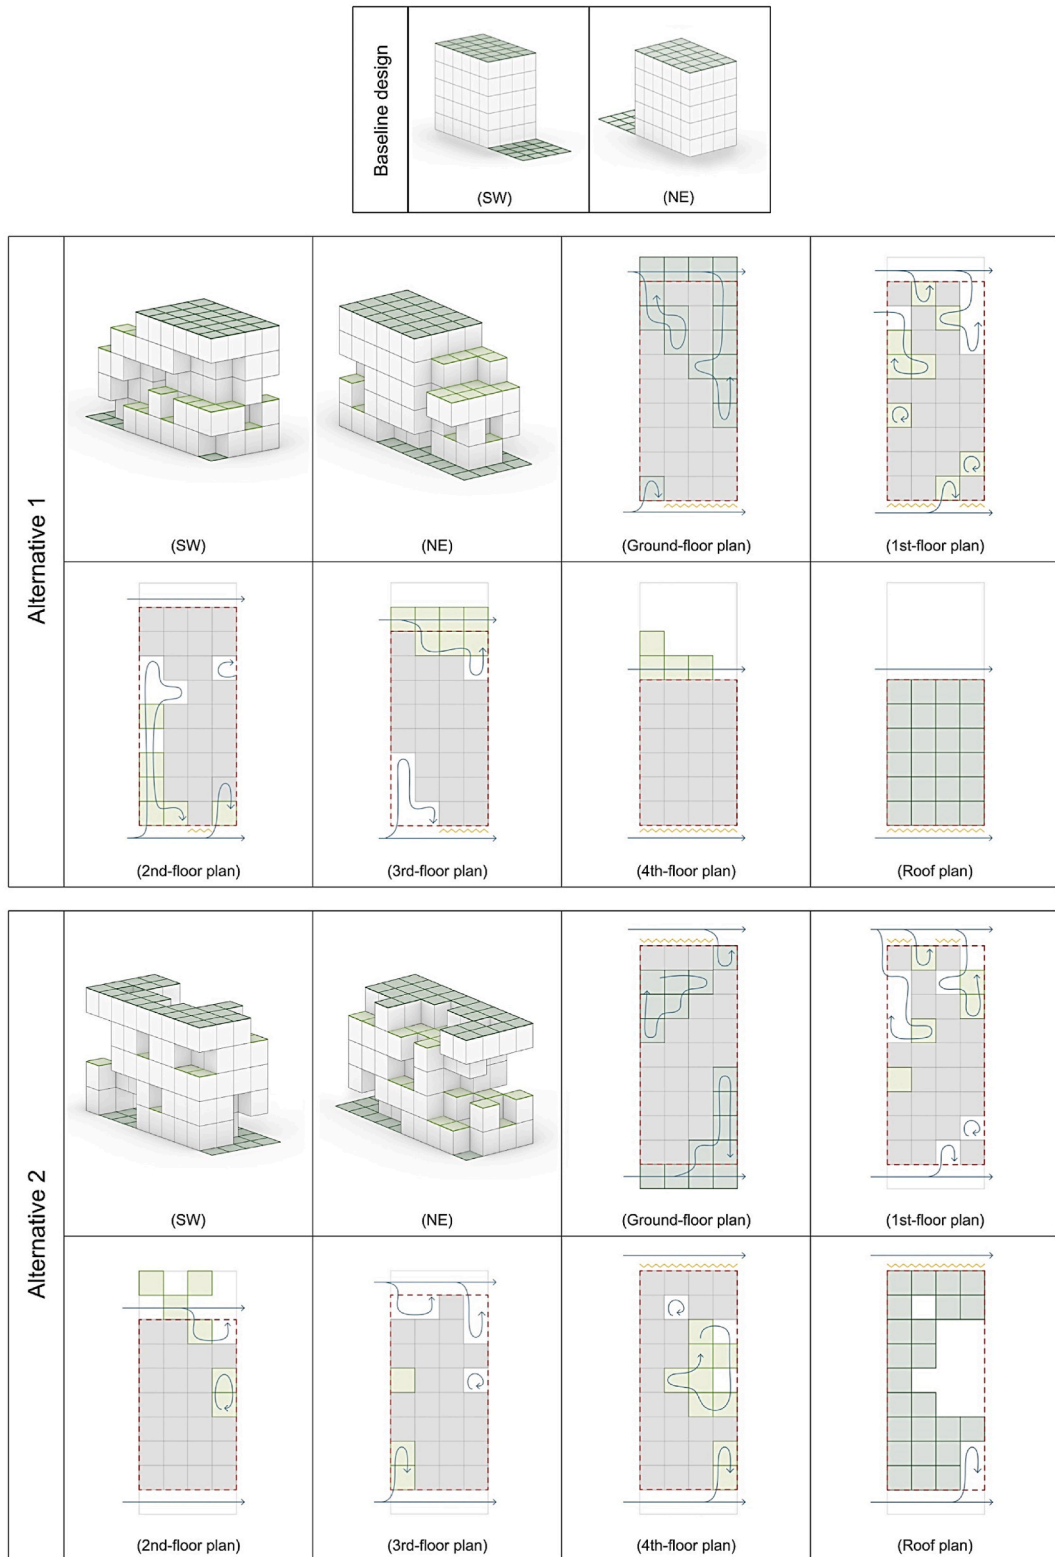 Baseline design
(SW)
(NE)
Alternative 1
(SW)
(NE)
(Ground-floor plan)
(1st-floor plan)
(2nd-floor plan)
(3rd-floor plan)
(4th-floor plan)
(Roof plan)
Alternative 2
(SW)
(NE)
(Ground-floor plan)
(1st-floor plan)
(2nd-floor plan)
(3rd-floor plan)
(4th-floor plan)
(Roof plan)